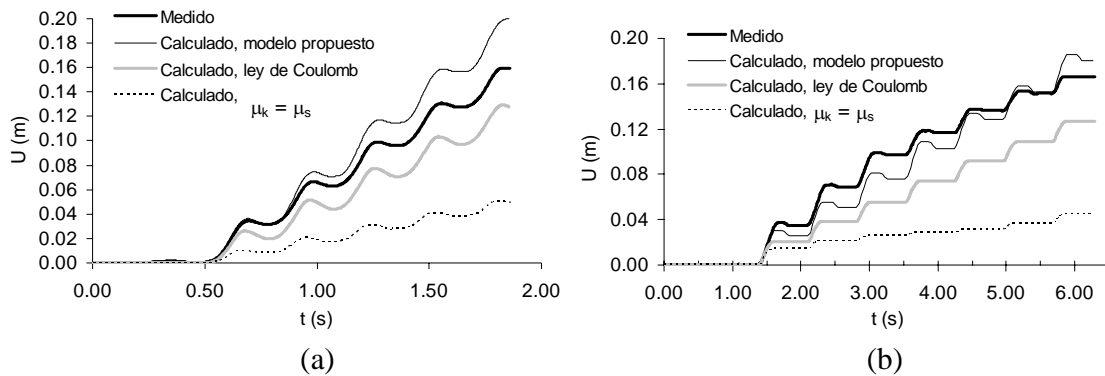 Medido
Calculado, modelo propuesto
Calculado, ley de Coulomb
Calculado, μk = μs
U (m)
0.20
0.18
0.16
0.14
0.12
0.10
0.08
0.06
0.04
0.02
0.00
0.00 0.50 1.00 1.50 2.00
t (s)
(a)
Medido
Calculado, modelo propuesto
Calculado, ley de Coulomb
Calculado, μk = μs
U (m)
0.20
0.16
0.12
0.08
0.04
0.00
0.00 1.00 2.00 3.00 4.00 5.00 6.00
t (s)
(b)